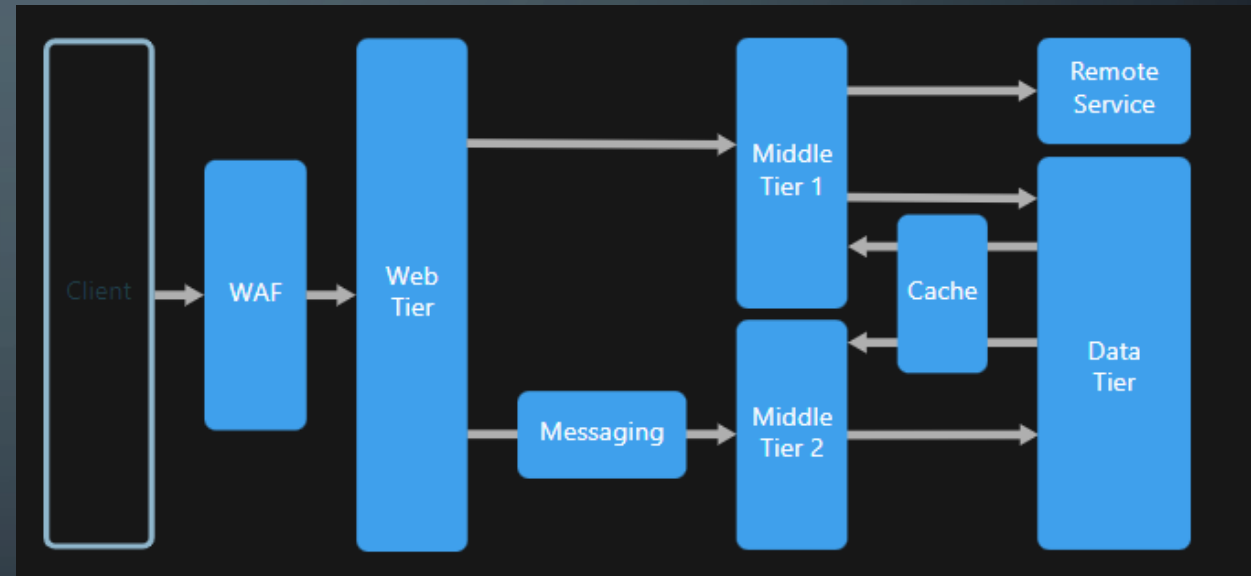 Client
WAF
Web
Tier
Messaging
Middle
Tier 1
Middle
Tier 2
Cache
Remote
Service
Data
Tier